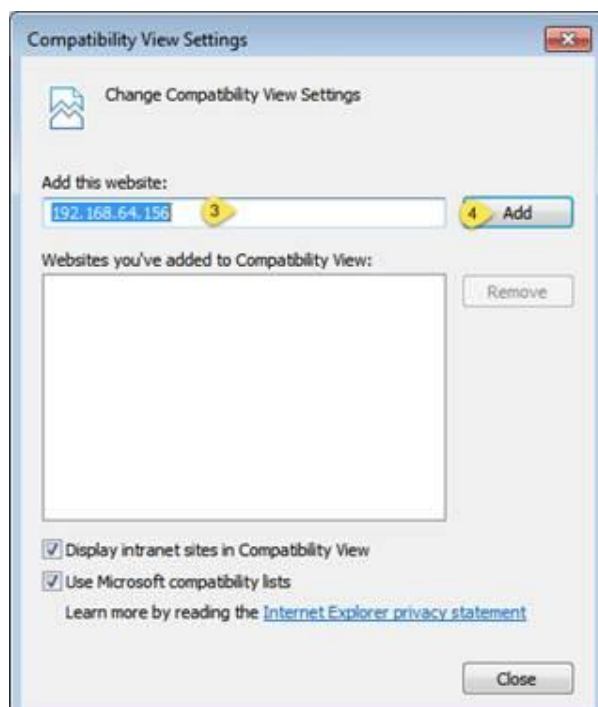 Compatibility View Settings
Change Compatibility View Settings
Add this website:
192.168.64.156 3
4 Add
Websites you've added to Compatibility View:
Remove
Display intranet sites in Compatibility View
Use Microsoft compatibility lists
Learn more by reading the Internet Explorer privacy statement
Close